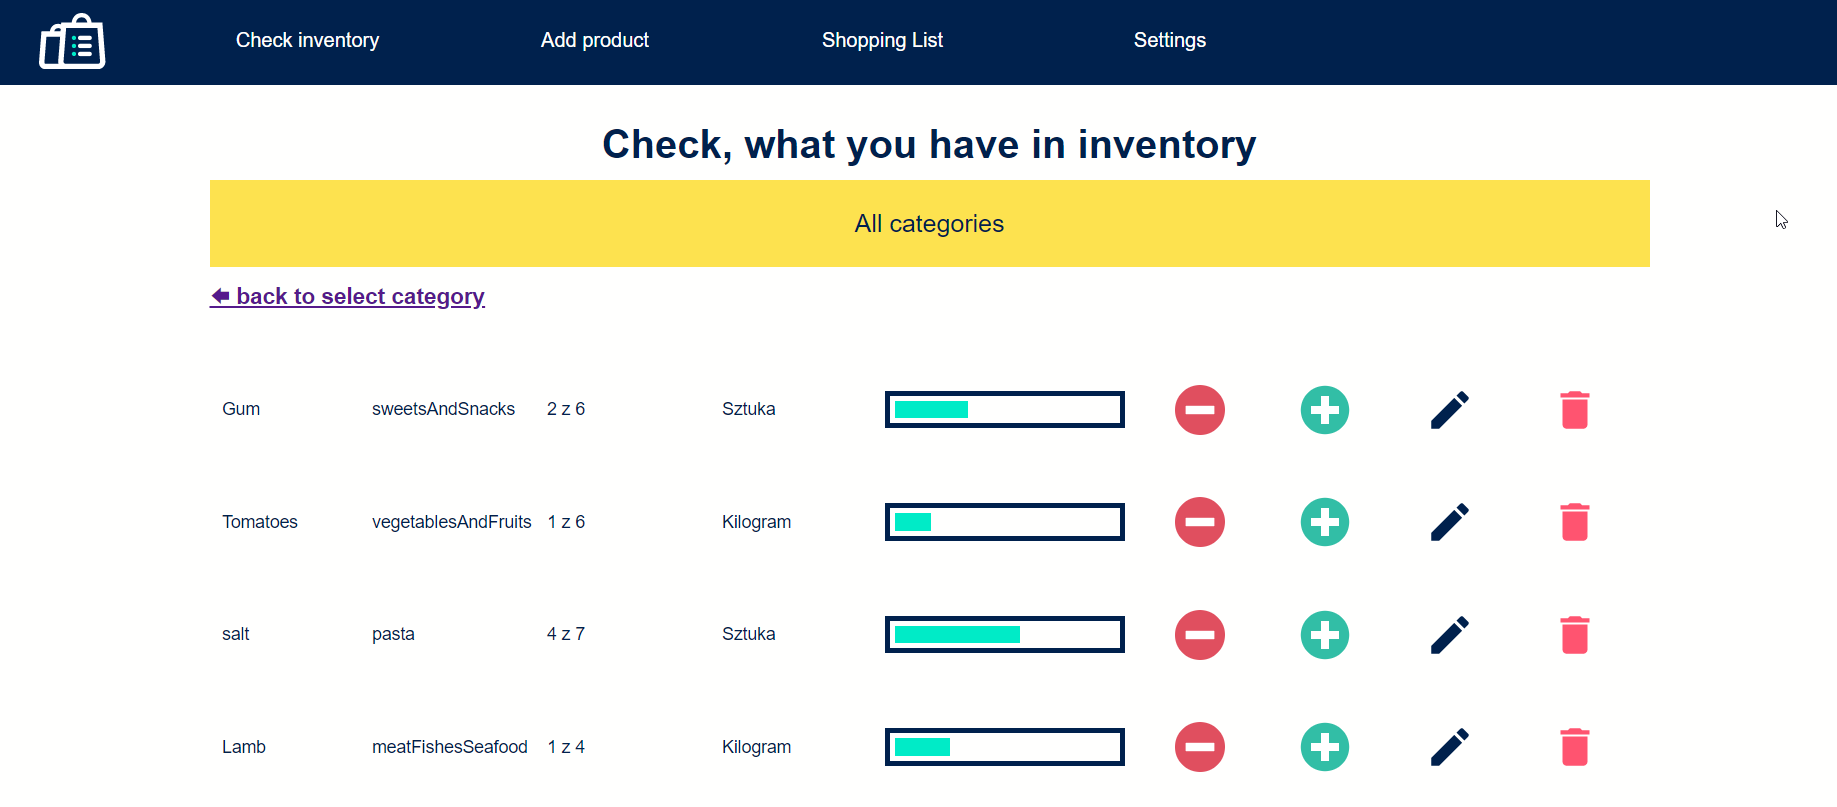 Check inventory Add product Shopping List Settings
Check, what you have in inventory
All categories
back to select category
Gum sweetsAndSnacks 2 z 6 Sztuka
Tomatoes vegetablesAndFruits 1 z 6 Kilogram
salt pasta 4 z 7 Sztuka
Lamb meatFishesSeafood 1 z 4 Kilogram